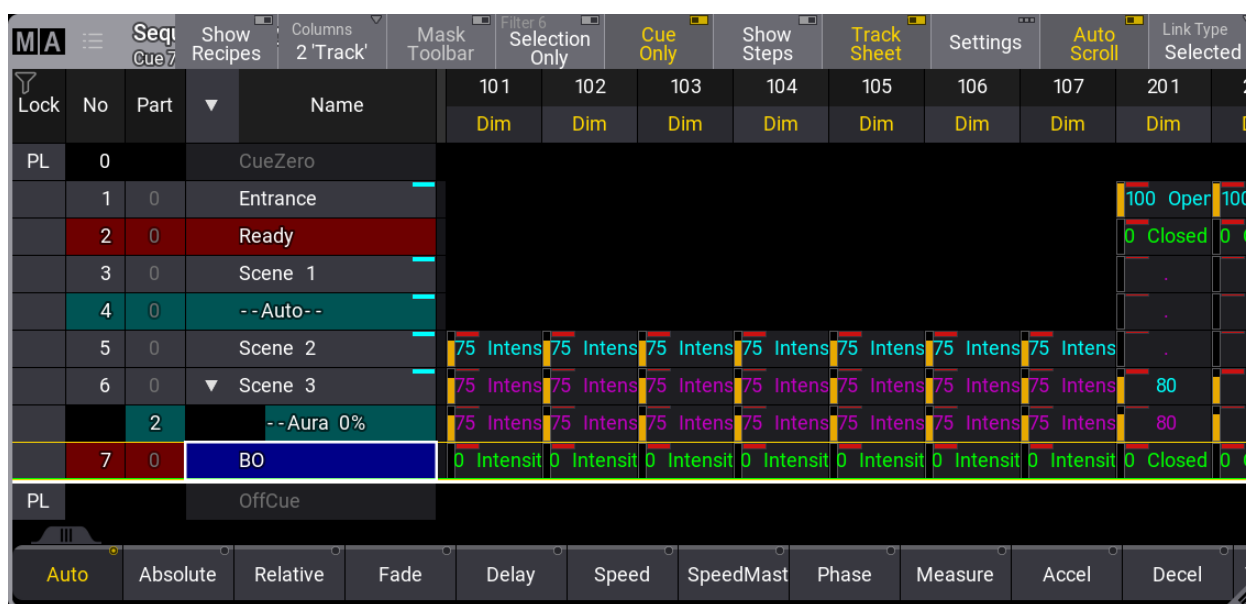 MA Sequ Show Recipes Columns 2 'Track' Mask Toolbar Filter 6 Selection Only Cue Only Show Steps Track Sheet Settings Auto Scroll Link Type Selected
Cue 7
Lock No Part ▼ Name 101 102 103 104 105 106 107 201
Dim Dim Dim Dim Dim Dim Dim Dim
PL 0 CueZero
1 0 Entrance 100 Oper 100
2 0 Ready 0 Closed 0
3 0 Scene 1 .
4 0 --Auto-- .
5 0 Scene 2 75 Intens 75 Intens 75 Intens 75 Intens 75 Intens 75 Intens 75 Intens .
6 0 ▼ Scene 3 75 Intens 75 Intens 75 Intens 75 Intens 75 Intens 75 Intens 75 Intens 80
2 --Aura 0% 75 Intens 75 Intens 75 Intens 75 Intens 75 Intens 75 Intens 75 Intens 80
7 0 BO 0 Intensit 0 Intensit 0 Intensit 0 Intensit 0 Intensit 0 Intensit 0 Intensit 0 Closed 0
PL OffCue
Auto Absolute Relative Fade Delay Speed SpeedMast Phase Measure Accel Decel